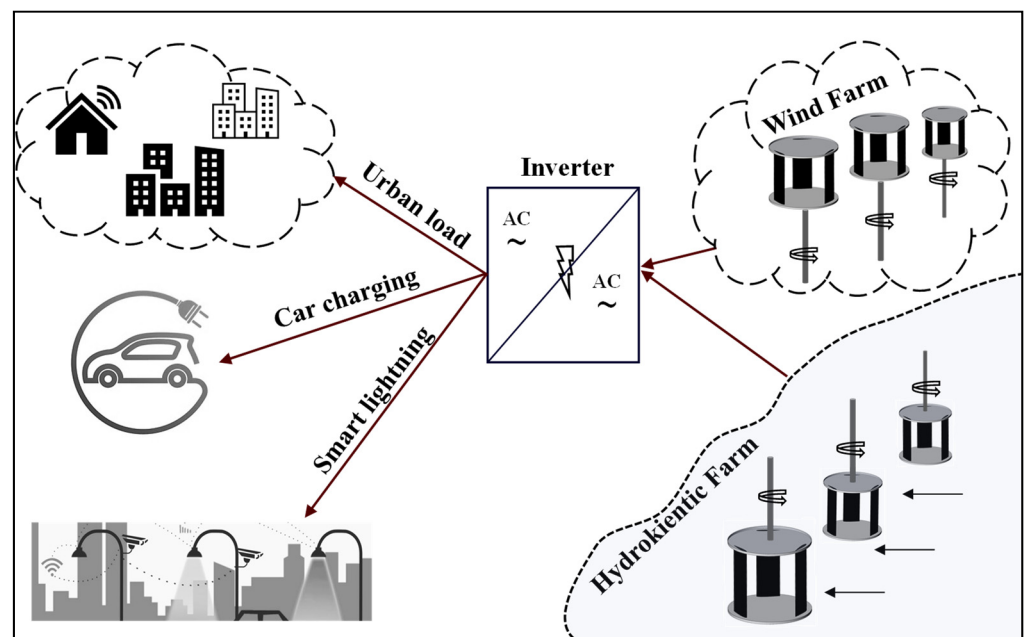 Wind Farm
Inverter
Urban load
AC
~
AC
~
Car charging
Smart lightning
Hydrokientic Farm